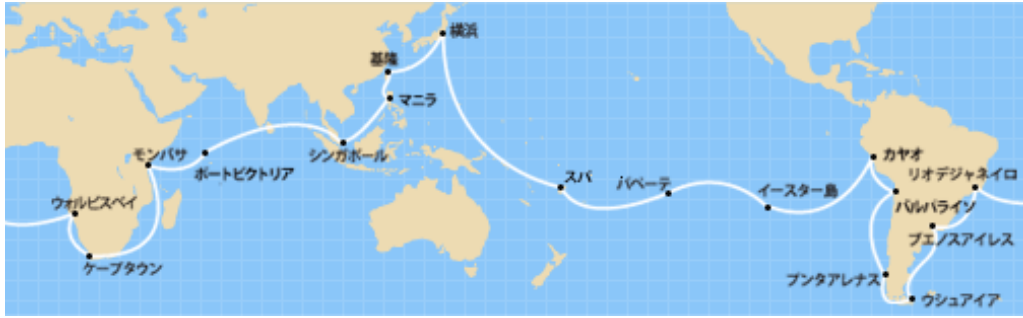 横浜
基隆
マニラ
モンバサ
シンガポール
ポートビクトリア
カヤオ
リオデジャネイロ
スバ
パペーテ
イースター島
ウォルビスベイ
バルパライソ
ブエノスアイレス
ケープタウン
プンタアレナス
ウシュアイア